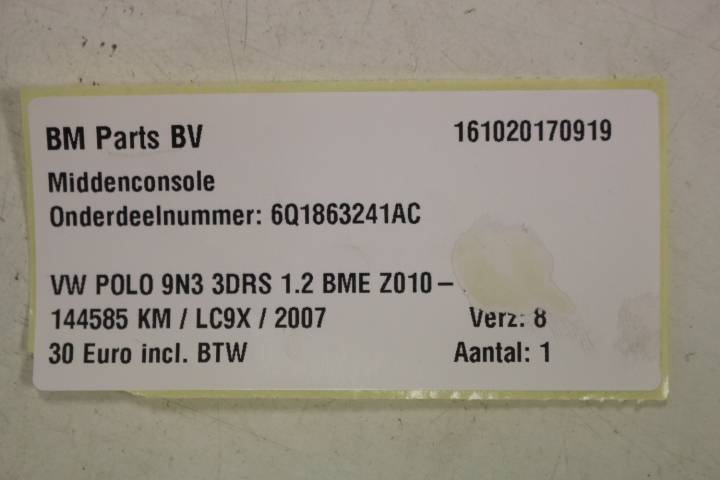 BM Parts BV 161020170919
Middenconsole
Onderdeelnummer: 6Q1863241AC
VW POLO 9N3 3DRS 1.2 BME Z010 –
144585 KM / LC9X / 2007 Verz: 8
30 Euro incl. BTW Aantal: 1